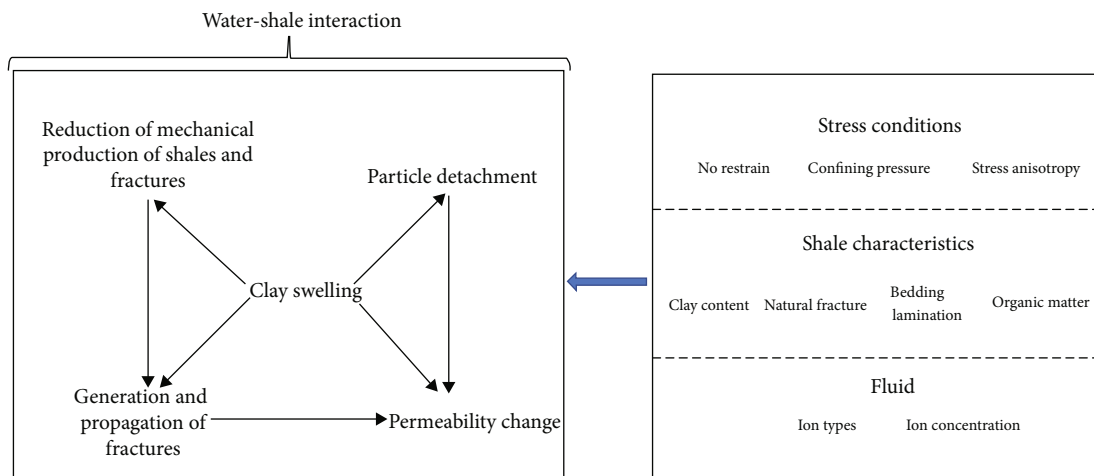 Water-shale interaction
Reduction of mechanical
production of shales and
fractures
Particle detachment
Clay swelling
Generation and
propagation of
fractures
Permeability change
Stress conditions
No restrain
Confining pressure
Stress anisotropy
Shale characteristics
Clay content
Natural fracture
Bedding
lamination
Organic matter
Fluid
Ion types
Ion concentration